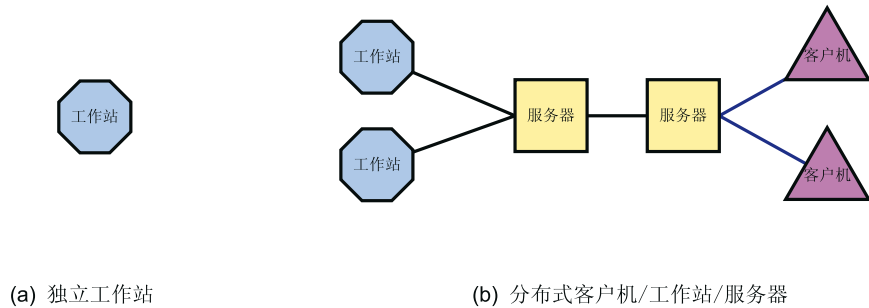 工作站
工作站
工作站
服务器
服务器
客户机
客户机
(a) 独立工作站
(b) 分布式客户机/工作站/服务器